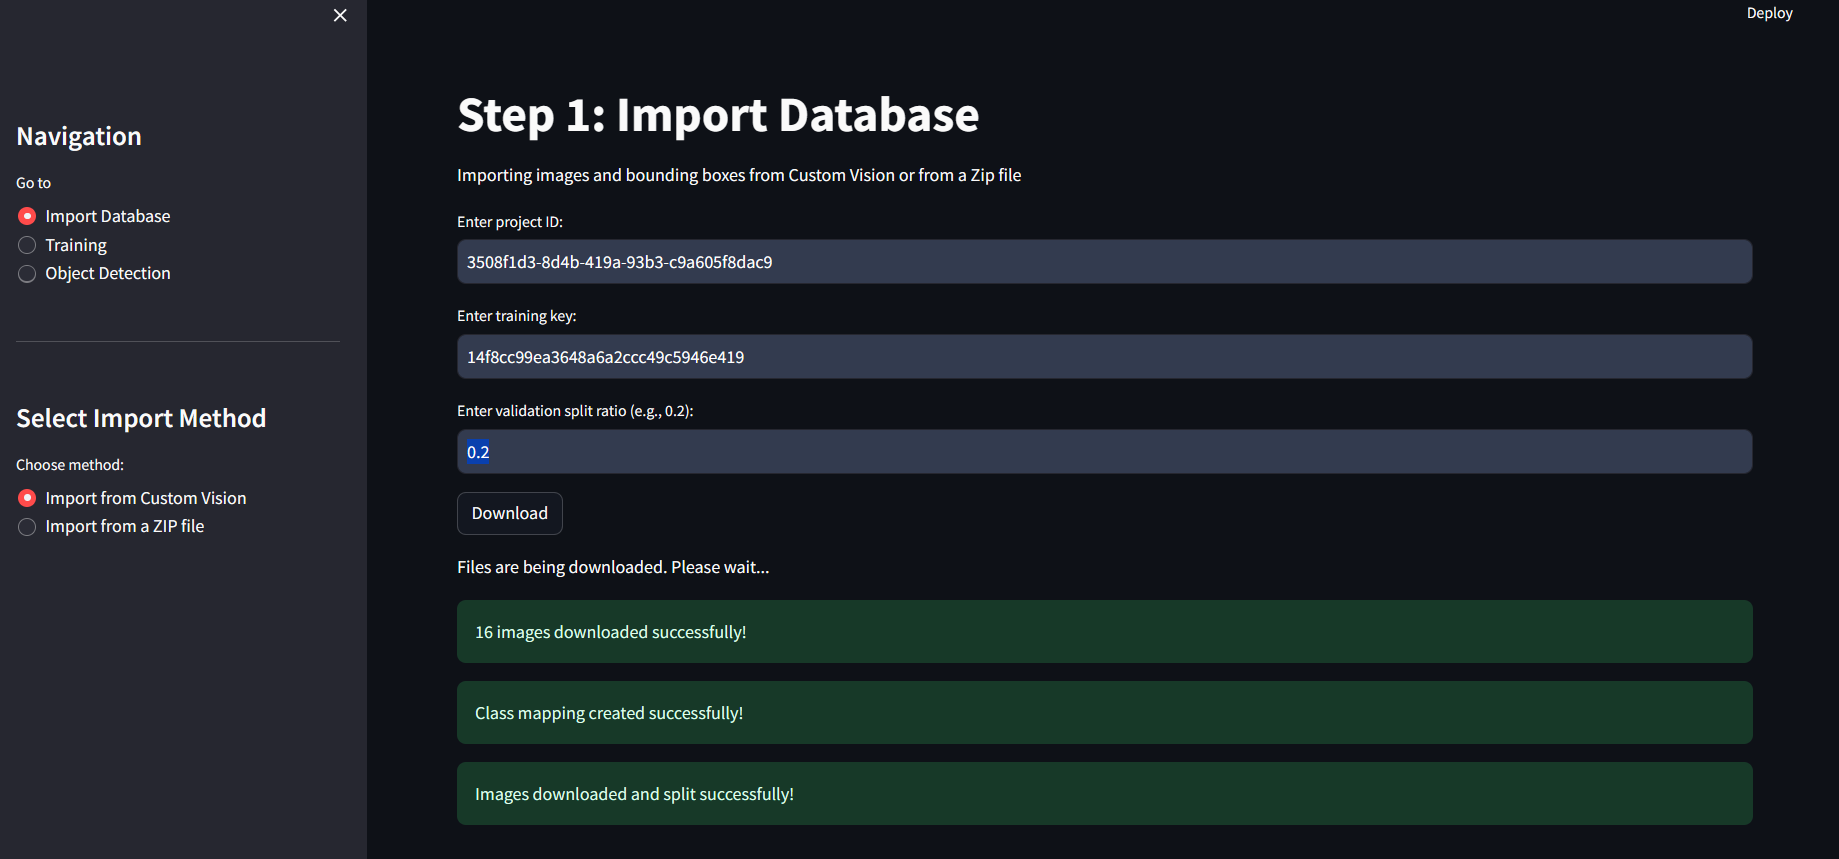 Deploy
Navigation
Go to
Import Database
Training
Object Detection
Select Import Method
Choose method:
Import from Custom Vision
Import from a ZIP file
Step 1: Import Database
Importing images and bounding boxes from Custom Vision or from a Zip file
Enter project ID:
3508f1d3-8d4b-419a-93b3-c9a605f8dac9
Enter training key:
14f8cc99ea3648a6a2ccc49c5946e419
Enter validation split ratio (e.g., 0.2):
0.2
Download
Files are being downloaded. Please wait...
16 images downloaded successfully!
Class mapping created successfully!
Images downloaded and split successfully!